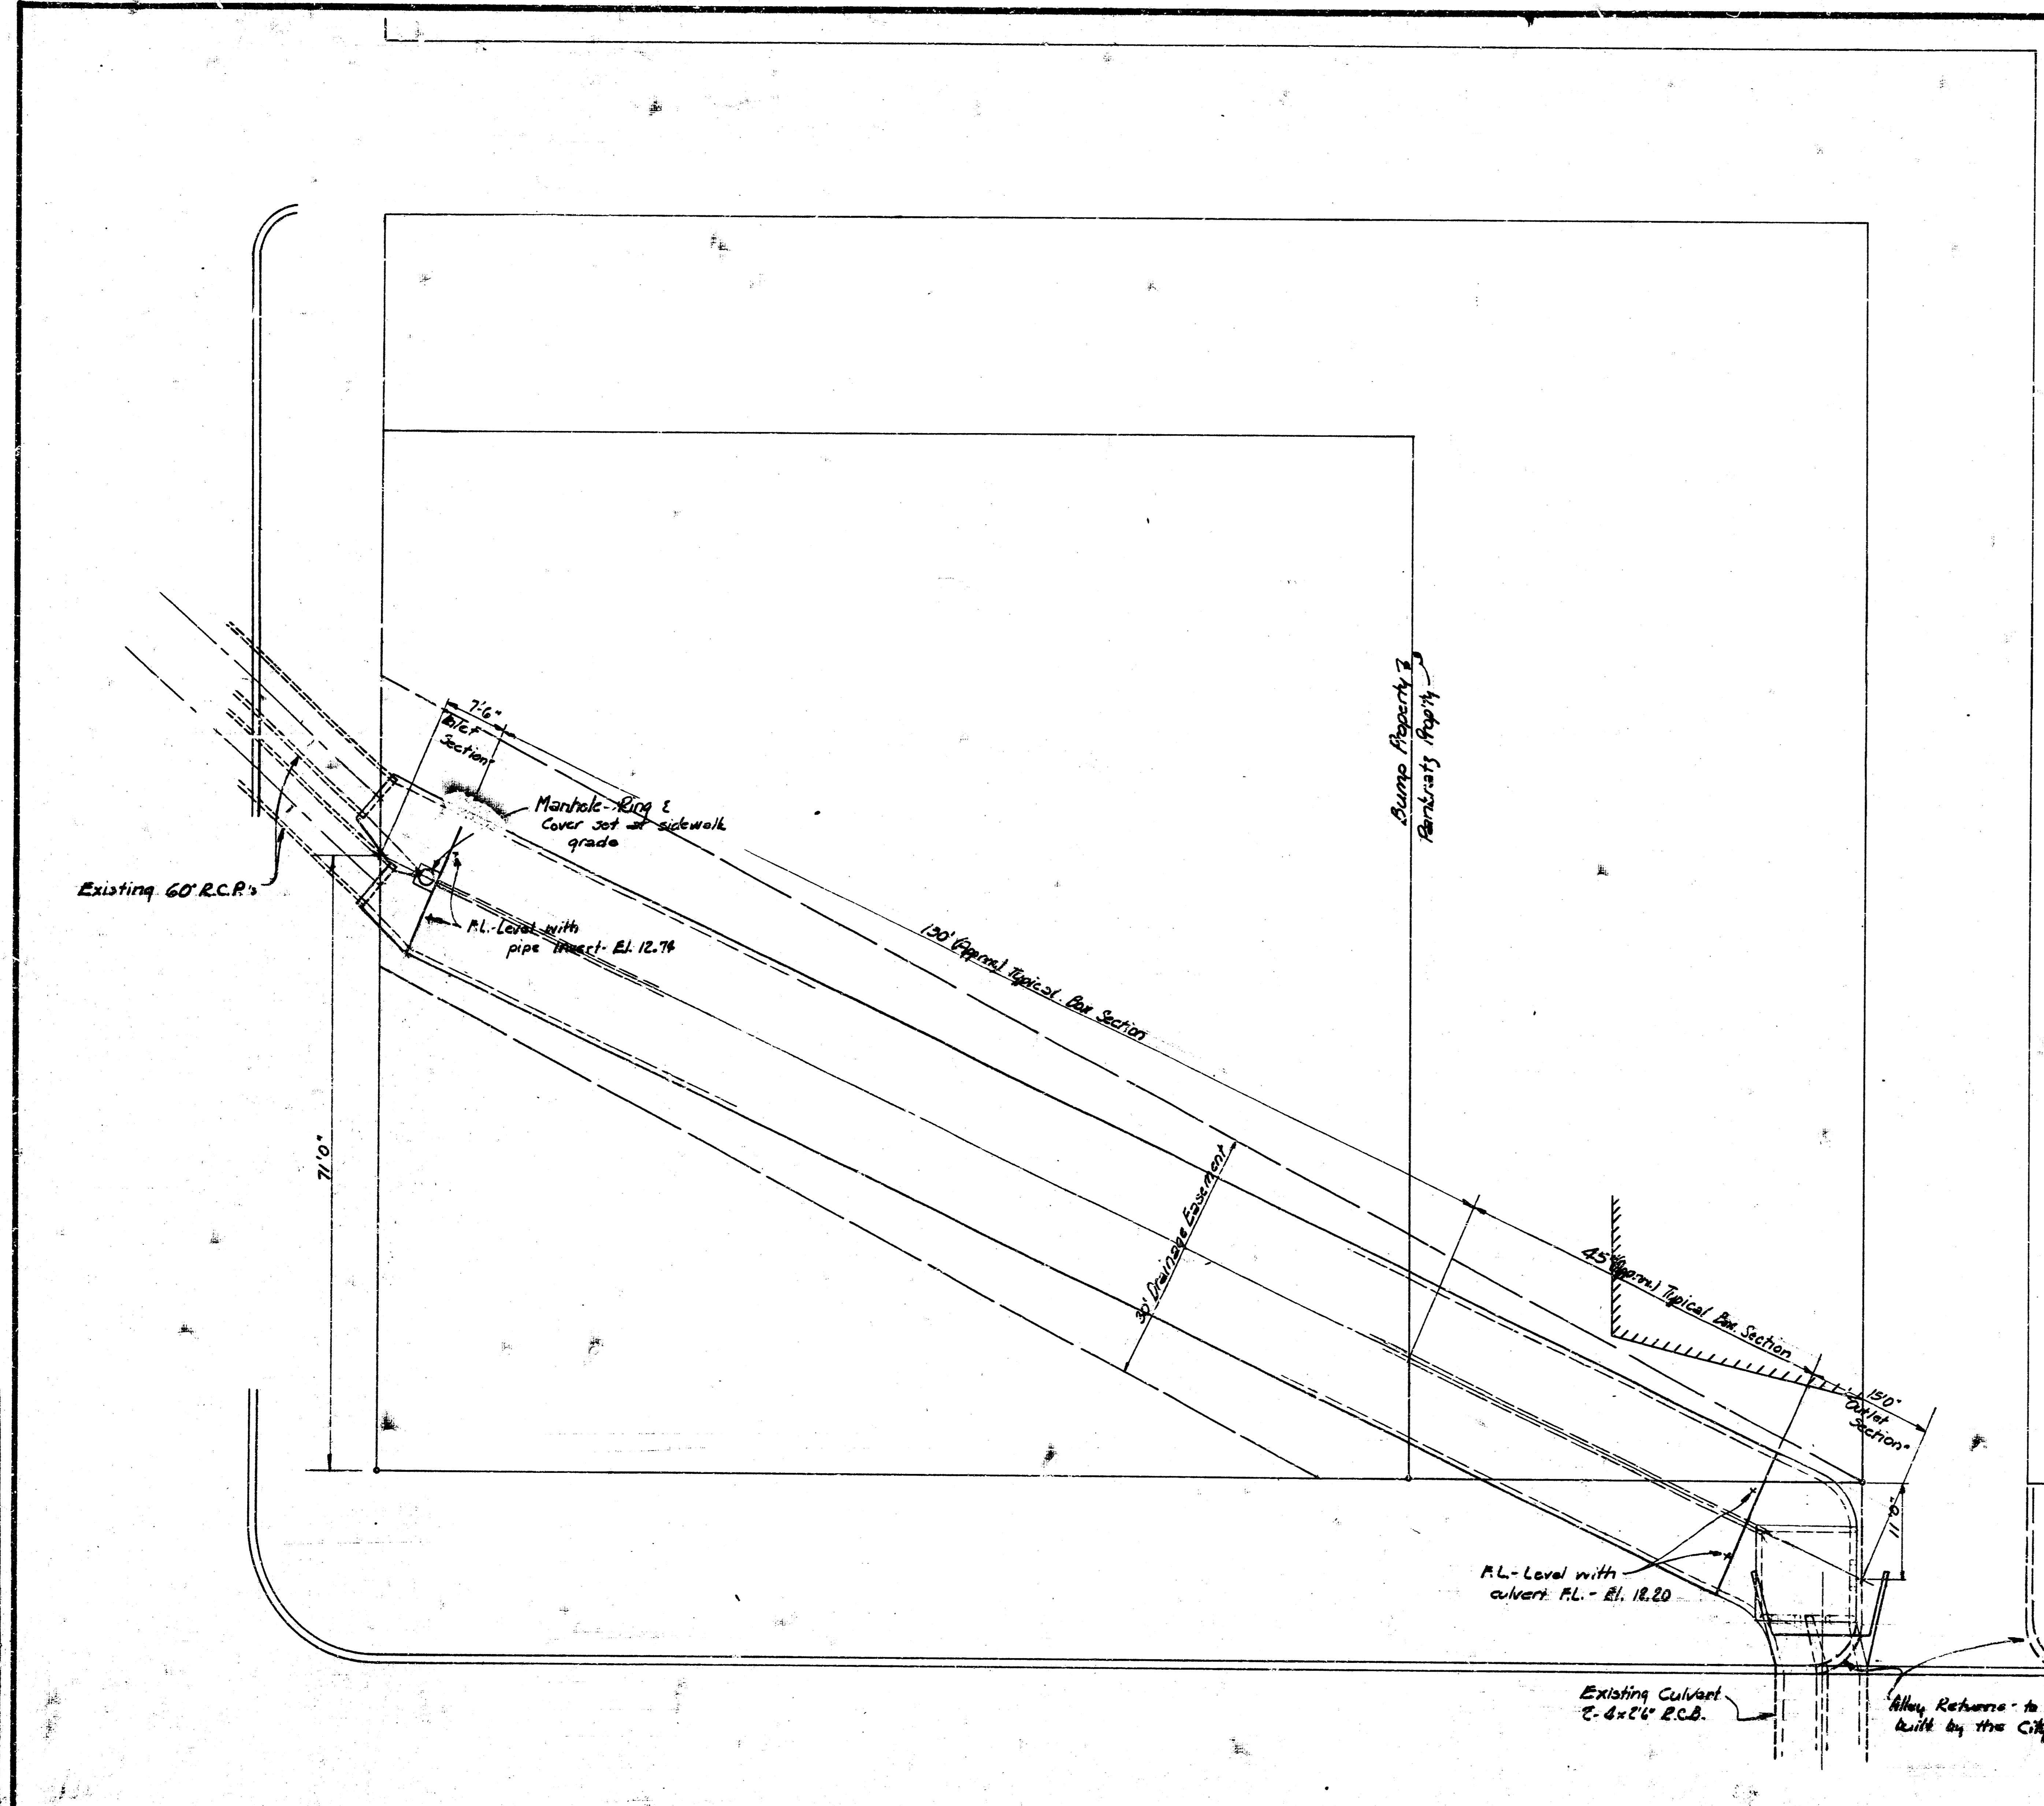 7'-6"
Inlet
Section
Manhole-Ring &
Cover set at sidewalk
grade
Existing 60" R.C.P.'s
F.L.-Level with
pipe invert- El. 12.74
Bump Property
130' (Approx.) Typical Box Section
71'0"
30' Drainage Easement
45' (Approx.) Typical Box Section
15'0"
Outlet
Section
11'0"
F.L.-Level with
culvert F.L. - El. 12.20
Existing Culvert
2-4'x2'6" R.C.B.
Alley Returns - to
built by the City